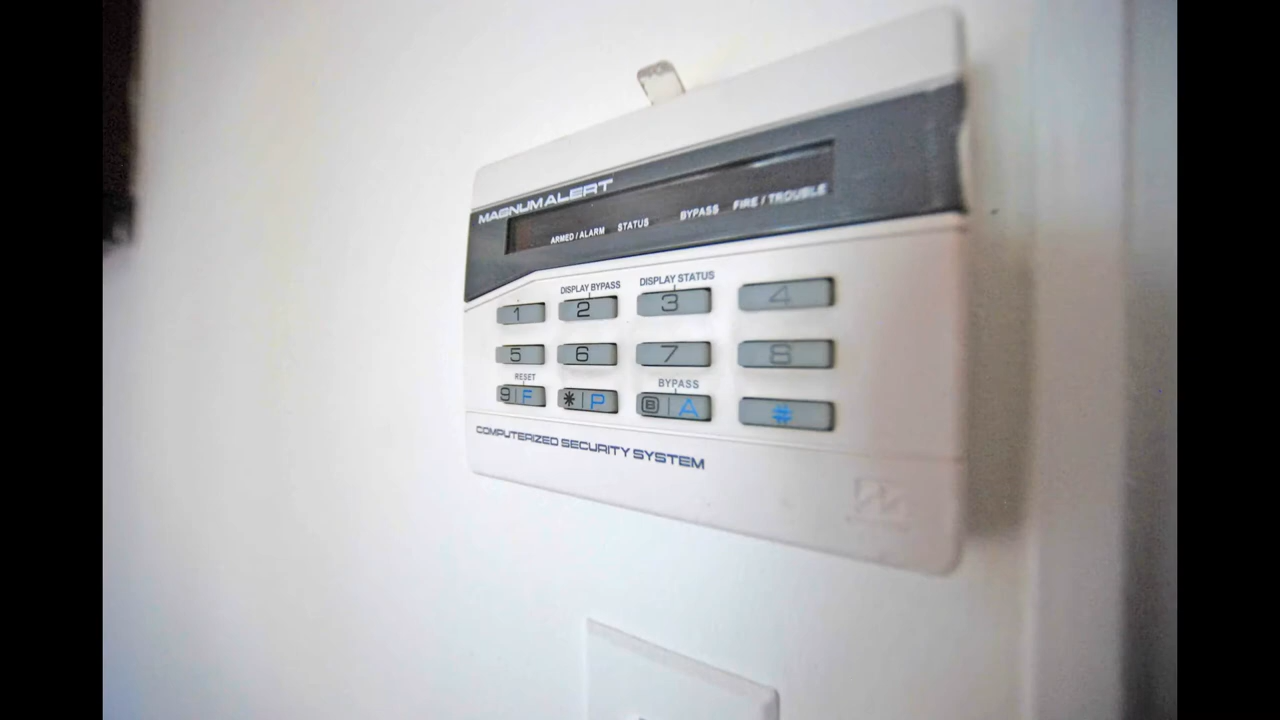 MAGNUM ALERT
ARMED / ALARM STATUS BYPASS FIRE / TROUBLE
DISPLAY BYPASS DISPLAY STATUS
1 2 3 4
5 6 7 8
RESET BYPASS
9 | F * | P B | A #
COMPUTERIZED SECURITY SYSTEM